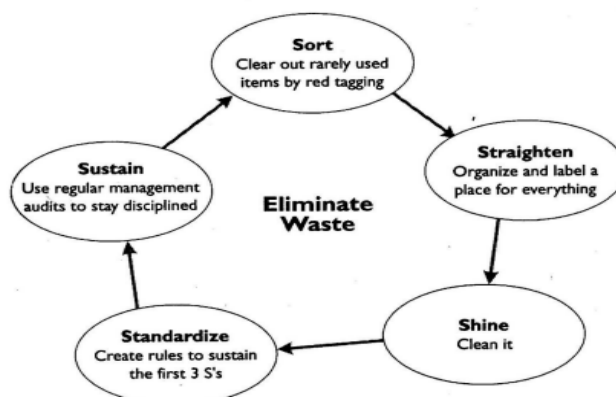 Sort
Clear out rarely used
items by red tagging
Straighten
Organize and label a
place for everything
Shine
Clean it
Standardize
Create rules to sustain
the first 3 S's
Sustain
Use regular management
audits to stay disciplined
Eliminate
Waste